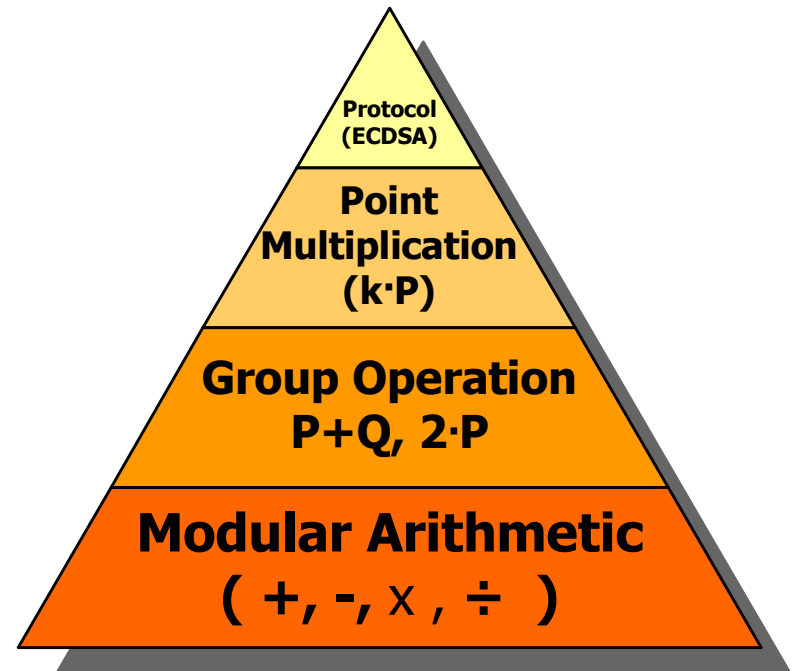 Protocol
(ECDSA)
Point
Multiplication
(k·P)
Group Operation
P+Q, 2·P
Modular Arithmetic
( +, -, x , ÷ )